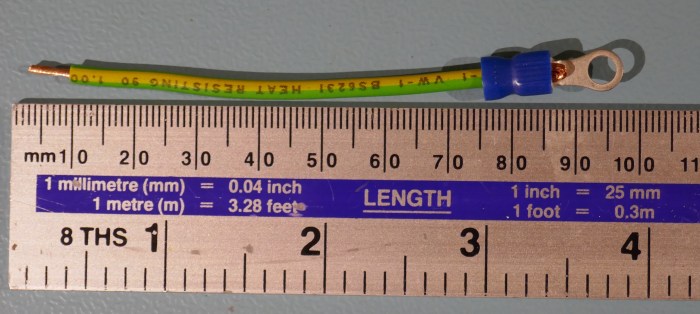 -1 VW-1 BS6231 HEAT RESISTING 90 1.00
mm 10 20 30 40 50 60 70 80 90 100 11
1 millimetre (mm) = 0.04 inch
1 metre (m) = 3.28 feet
LENGTH
1 inch = 25 mm
1 foot = 0.3m
8 THS 1 2 3 4